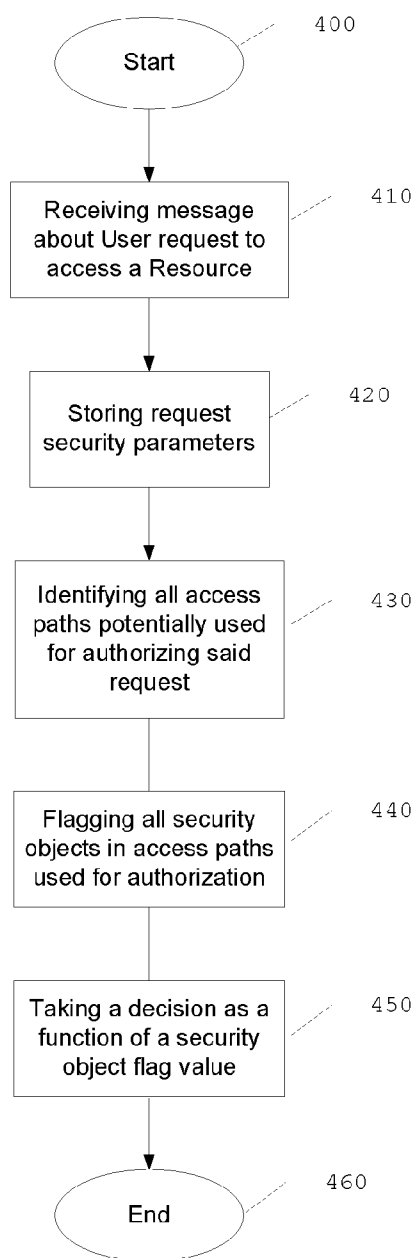 Start
400
Receiving message
about User request to
access a Resource
410
Storing request
security parameters
420
Identifying all access
paths potentially used
for authorizing said
request
430
Flagging all security
objects in access paths
used for authorization
440
Taking a decision as a
function of a security
object flag value
450
End
460